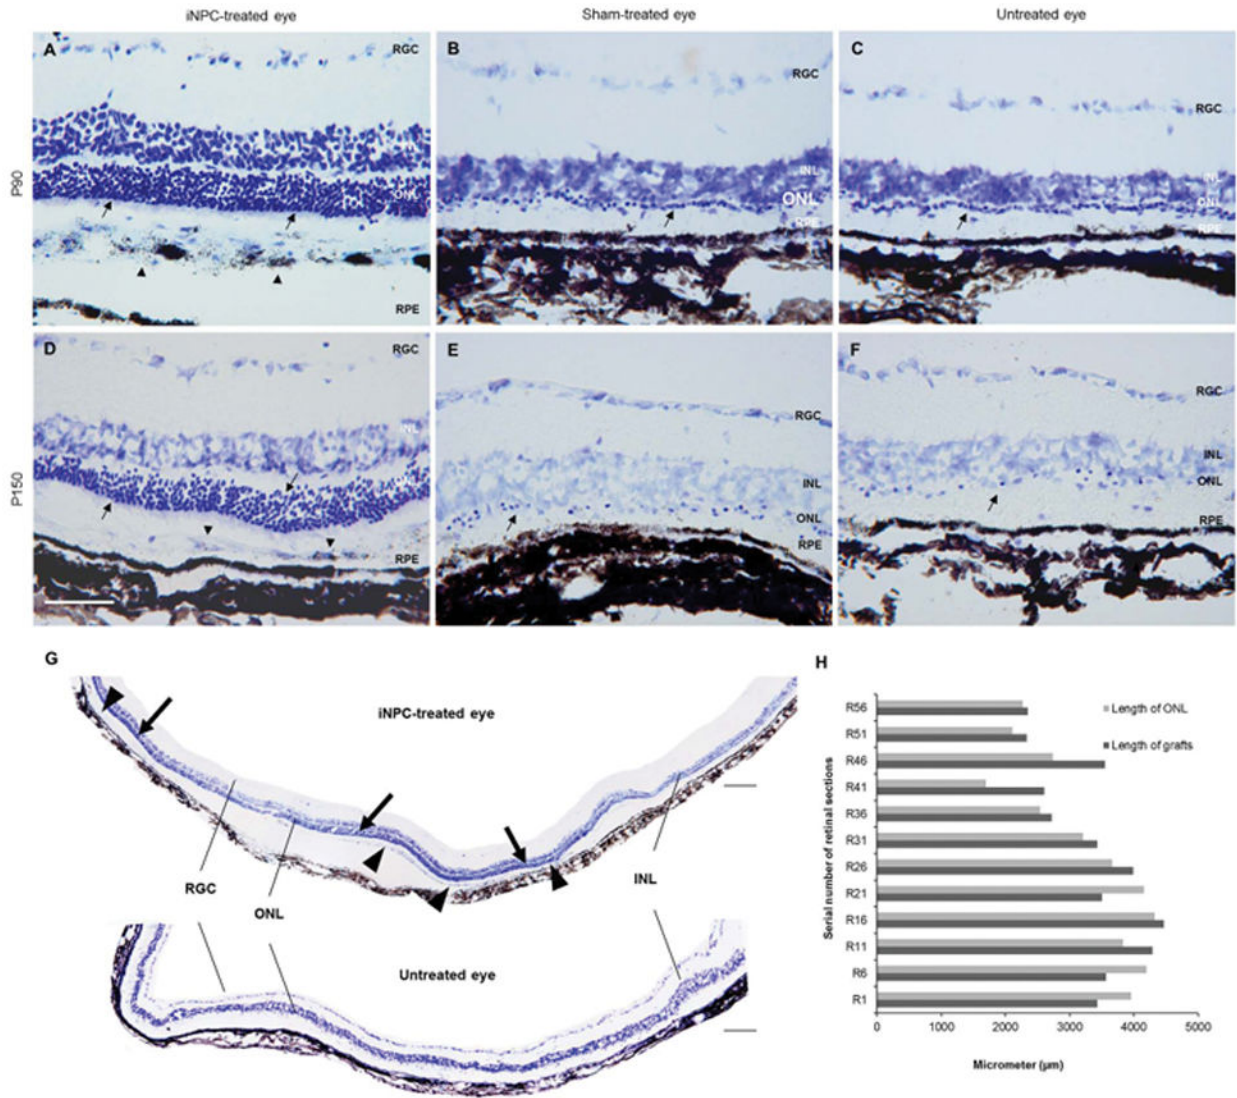 iNPC-treated eye
Sham-treated eye
Untreated eye
P90
A
RGC
INL
ONL
RPE
B
RGC
INL
ONL
RPE
C
RGC
ONL
RPE
P150
D
RGC
INL
RPE
E
RGC
INL
ONL
RPE
F
RGC
INL
ONL
RPE
G
iNPC-treated eye
RGC
ONL
INL
Untreated eye
H
Length of ONL
Length of grafts
Serial number of retinal sections
R56
R51
R46
R41
R36
R31
R26
R21
R16
R11
R6
R1
0 1000 2000 3000 4000 5000
Micrometer (µm)